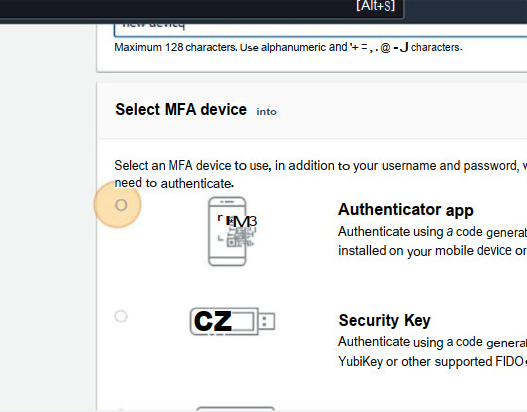 [Alt+S]
new device
Maximum 128 characters. Use alphanumeric and '+ = , . @ - J characters.
Select MFA device into
Select an MFA device to use, in addition to your username and password, w
need to authenticate.
Authenticator app
Authenticate using a code generat
installed on your mobile device or
CZ
Security Key
Authenticate using a code generat
YubiKey or other supported FIDO